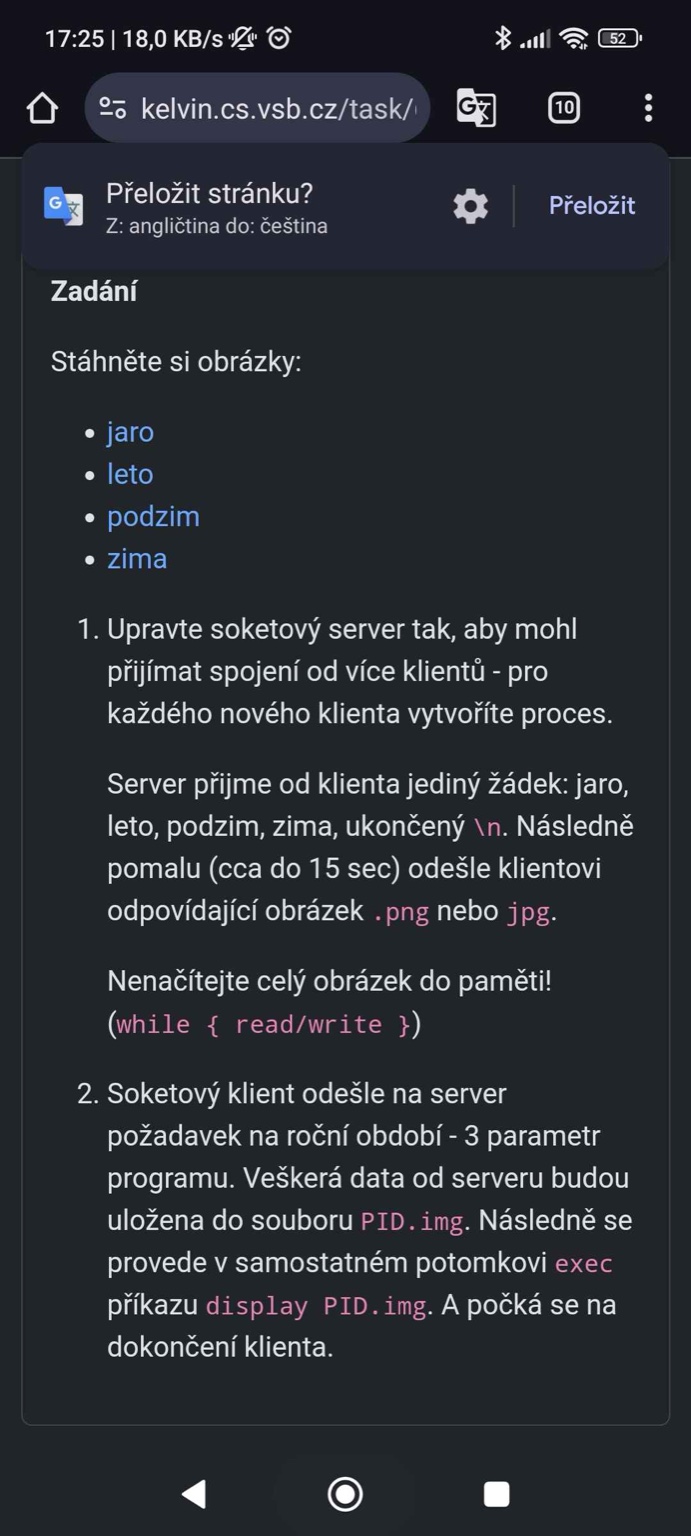 17:25 | 18,0 KB/s
52
kelvin.cs.vsb.cz/task/
10
Přeložit stránku?
Z: angličtina do: čeština
Přeložit
Zadání
Stáhněte si obrázky:
• jaro
• leto
• podzim
• zima
1. Upravte soketový server tak, aby mohl
přijímat spojení od více klientů - pro
každého nového klienta vytvoříte proces.
Server přijme od klienta jediný žádek: jaro,
leto, podzim, zima, ukončený \n. Následně
pomalu (cca do 15 sec) odešle klientovi
odpovídající obrázek .png nebo jpg.
Nenačítejte celý obrázek do paměti!
(while { read/write })
2. Soketový klient odešle na server
požadavek na roční období - 3 parametr
programu. Veškerá data od serveru budou
uložena do souboru PID.img. Následně se
provede v samostatném potomkovi exec
příkazu display PID.img. A počká se na
dokončení klienta.